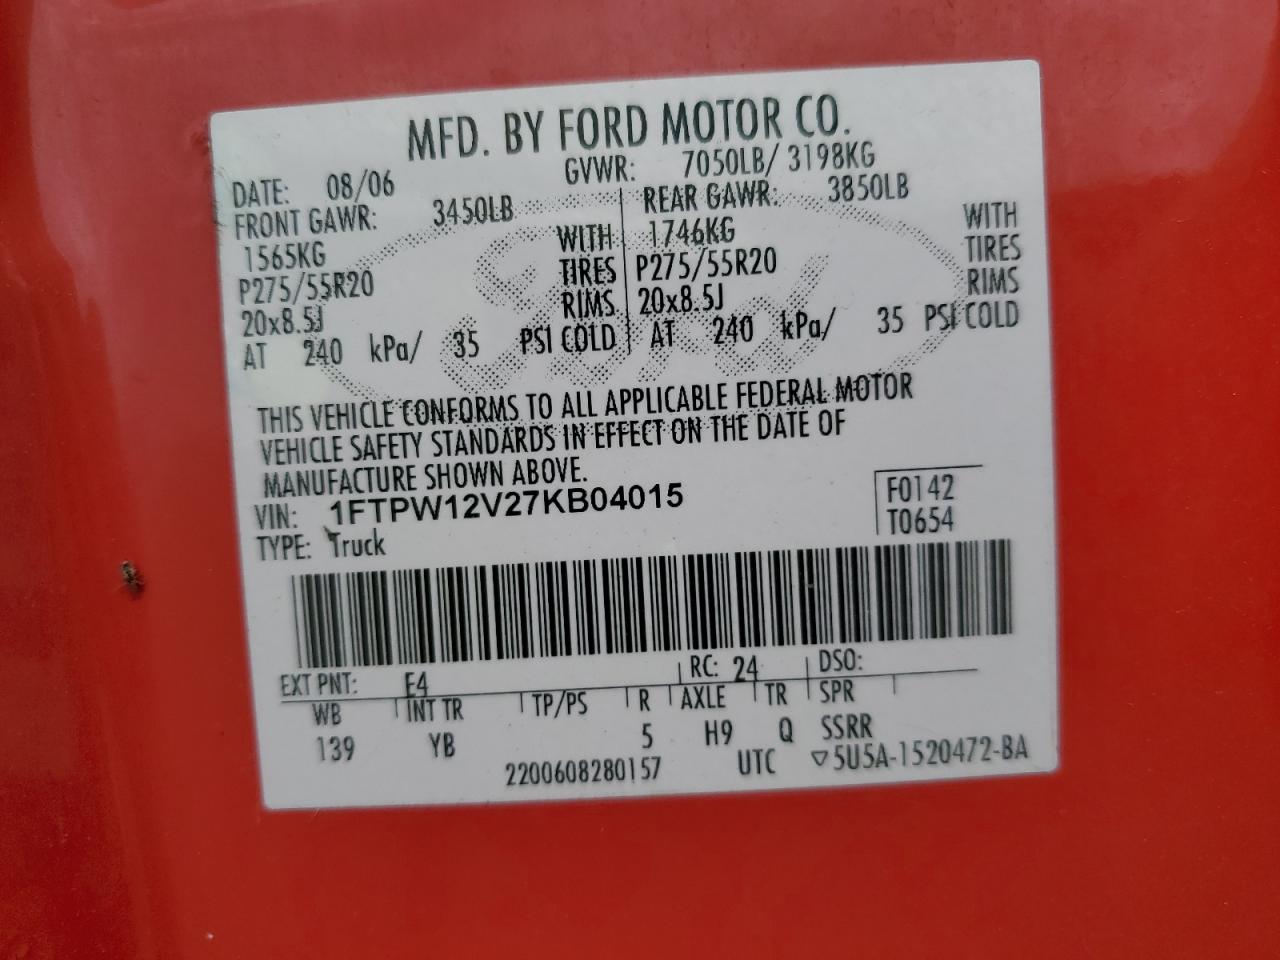 MFD. BY FORD MOTOR CO.
DATE: 08/06 GVWR: 7050LB/ 3198KG
FRONT GAWR: 3450LB REAR GAWR: 3850LB
1565KG WITH 1746KG WITH
P275/55R20 TIRES P275/55R20 TIRES
20x8.5J RIMS 20x8.5J RIMS
AT 240 kPa/ 35 PSI COLD AT 240 kPa/ 35 PSI COLD
Ford
THIS VEHICLE CONFORMS TO ALL APPLICABLE FEDERAL MOTOR
VEHICLE SAFETY STANDARDS IN EFFECT ON THE DATE OF
MANUFACTURE SHOWN ABOVE.
VIN: 1FTPW12V27KB04015 F0142
TYPE: Truck T0654
EXT PNT: E4 RC: 24 DSO:
WB INT TR TP/PS R AXLE TR SPR
139 YB 5 H9 Q SSRR
2200608280157 UTC ▽5U5A-1520472-BA